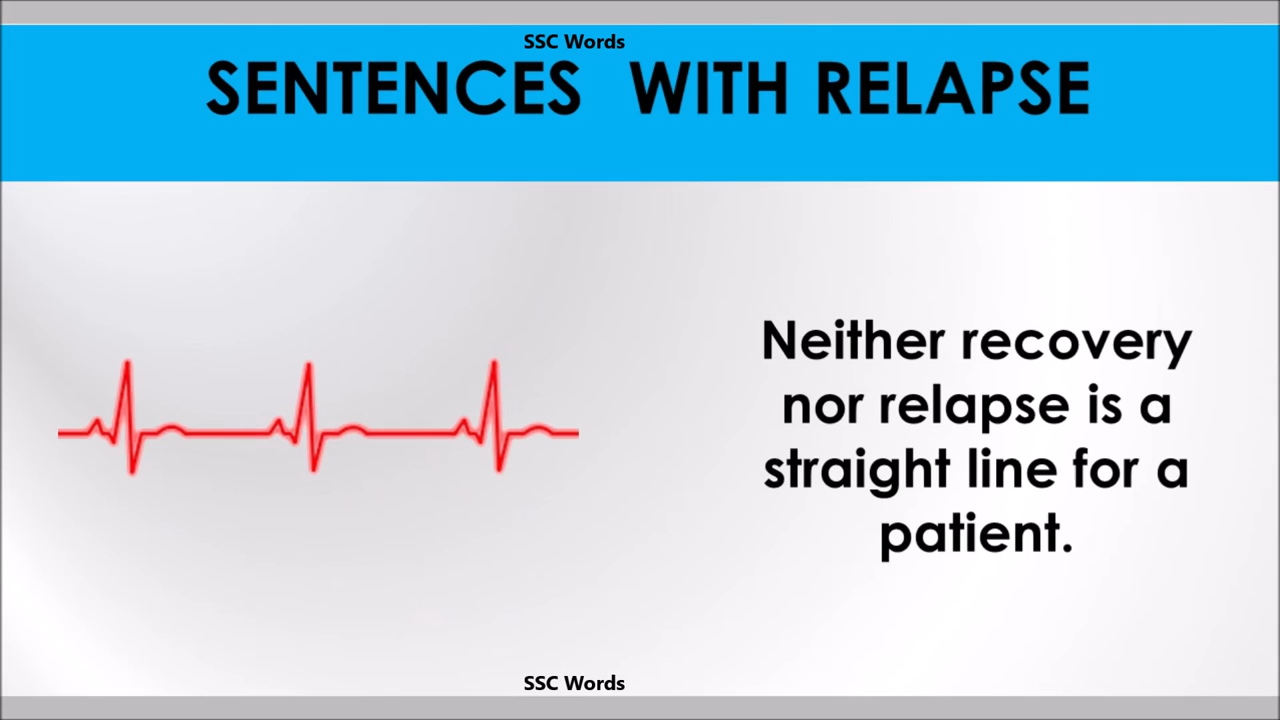 SSC Words
SENTENCES WITH RELAPSE
Neither recovery
nor relapse is a
straight line for a
patient.
SSC Words